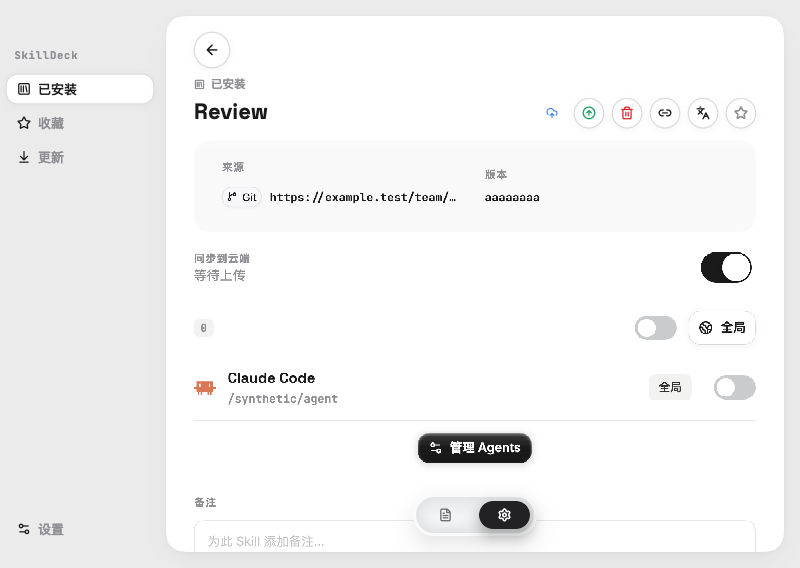 SkillDeck
已安装
收藏
更新
设置
已安装
Review
来源
Git https://example.test/team/…
版本
aaaaaaaa
同步到云端
等待上传
0
全局
Claude Code
/synthetic/agent
全局
管理 Agents
备注
为此 Skill 添加备注...